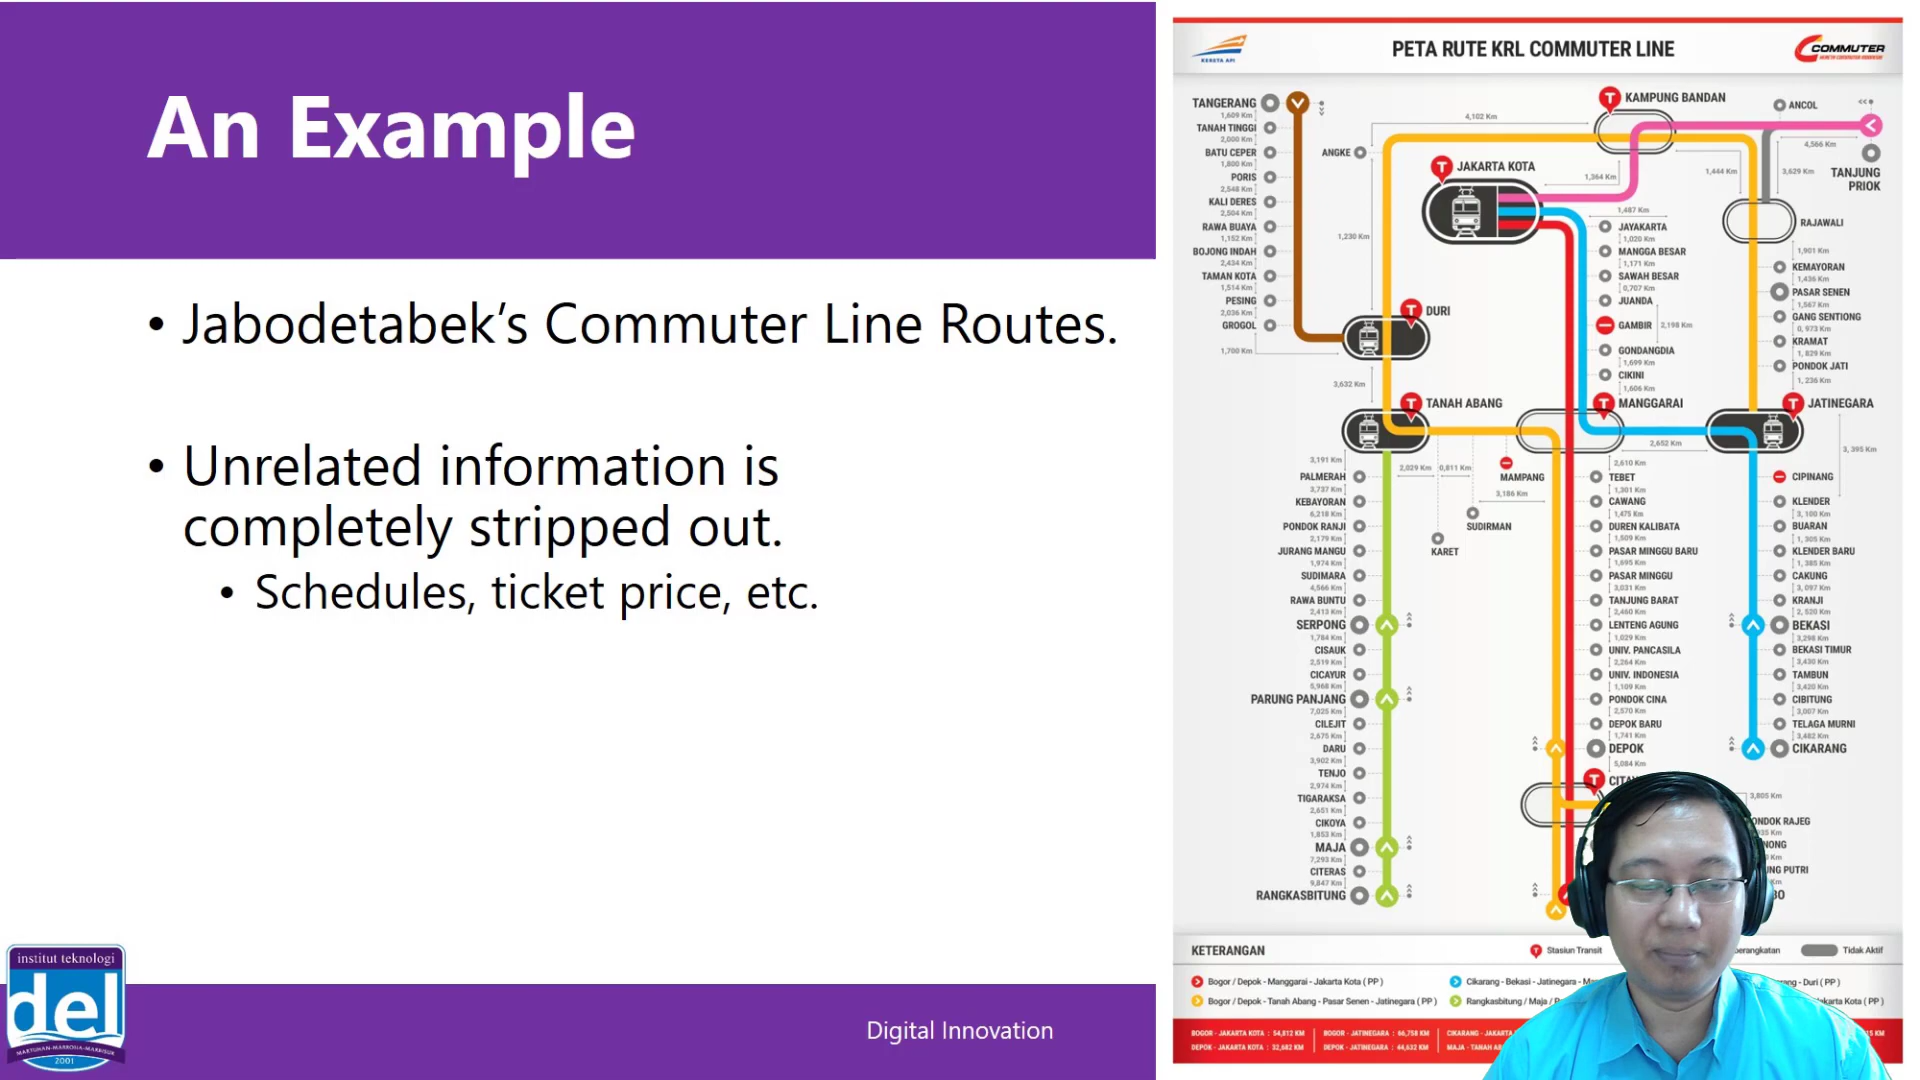 An Example
• Jabodetabek's Commuter Line Routes.
• Unrelated information is
completely stripped out.
• Schedules, ticket price, etc.
institut teknologi
del
MARTUHAN-MARROHA-MARBISUK
2001
Digital Innovation
KERETA API
PETA RUTE KRL COMMUTER LINE
COMMUTER
TANGERANG
1,609 Km
TANAH TINGGI
2,000 Km
BATU CEPER
1,800 Km
PORIS
2,548 Km
KALI DERES
2,504 Km
RAWA BUAYA
1,152 Km
BOJONG INDAH
2,434 Km
TAMAN KOTA
1,514 Km
PESING
2,036 Km
GROGOL
1,700 Km
ANGKE
4,102 Km
1,230 Km
KAMPUNG BANDAN
JAKARTA KOTA
1,364 Km
1,444 Km
ANCOL
4,566 Km
3,629 Km
TANJUNG
PRIOK
RAJAWALI
1,901 Km
KEMAYORAN
1,436 Km
PASAR SENEN
1,567 Km
GANG SENTIONG
0, 973 Km
KRAMAT
1, 829 Km
PONDOK JATI
1, 236 Km
1,487 Km
JAYAKARTA
1,020 Km
MANGGA BESAR
1,171 Km
SAWAH BESAR
0,707 Km
JUANDA
GAMBIR
2,198 Km
GONDANGDIA
1,699 Km
CIKINI
1,606 Km
DURI
3,632 Km
TANAH ABANG
MANGGARAI
JATINEGARA
2,652 Km
3, 395 Km
2,029 Km
0,811 Km
MAMPANG
3,186 Km
SUDIRMAN
KARET
3,191 Km
PALMERAH
3,737 Km
KEBAYORAN
6,218 Km
PONDOK RANJI
2,179 Km
JURANG MANGU
1,974 Km
SUDIMARA
4,566 Km
RAWA BUNTU
2,413 Km
SERPONG
1,784 Km
CISAUK
2,519 Km
CICAYUR
5,968 Km
PARUNG PANJANG
7,025 Km
CILEJIT
2,675 Km
DARU
3,902 Km
TENJO
2,974 Km
TIGARAKSA
2,651 Km
CIKOYA
1,853 Km
MAJA
7,293 Km
CITERAS
9,847 Km
RANGKASBITUNG
2,610 Km
TEBET
1,301 Km
CAWANG
1,475 Km
DUREN KALIBATA
1,509 Km
PASAR MINGGU BARU
1,695 Km
PASAR MINGGU
3,031 Km
TANJUNG BARAT
2,460 Km
LENTENG AGUNG
1,029 Km
UNIV. PANCASILA
2,264 Km
UNIV. INDONESIA
1,109 Km
PONDOK CINA
2,570 Km
DEPOK BARU
1,741 Km
DEPOK
5,084 Km
3,805 Km
ONDOK RAJEG
NONG
UNG PUTRI
CIPINANG
KLENDER
3, 100 Km
BUARAN
1, 305 Km
KLENDER BARU
1, 385 Km
CAKUNG
3, 097 Km
KRANJI
2, 520 Km
BEKASI
3,298 Km
BEKASI TIMUR
3,430 Km
TAMBUN
3,420 Km
CIBITUNG
3,007 Km
TELAGA MURNI
3,482 Km
CIKARANG
KETERANGAN
Stasiun Transit
berangkatan
Tidak Aktif
Bogor / Depok - Manggarai - Jakarta Kota ( PP )
Cikarang - Bekasi - Jatinegara - Ma
rang - Duri ( PP )
Bogor / Depok - Tanah Abang - Pasar Senen - Jatinegara ( PP )
Rangkasbitung / Maja / P
Jakarta Kota ( PP )
BOGOR - JAKARTA KOTA : 54,812 KM
BOGOR - JATINEGARA : 66,758 KM
CIKARANG - JAKARTA
15 KM
DEPOK - JAKARTA KOTA : 32,682 KM
DEPOK - JATINEGARA : 44,632 KM
MAJA - TANAH AB